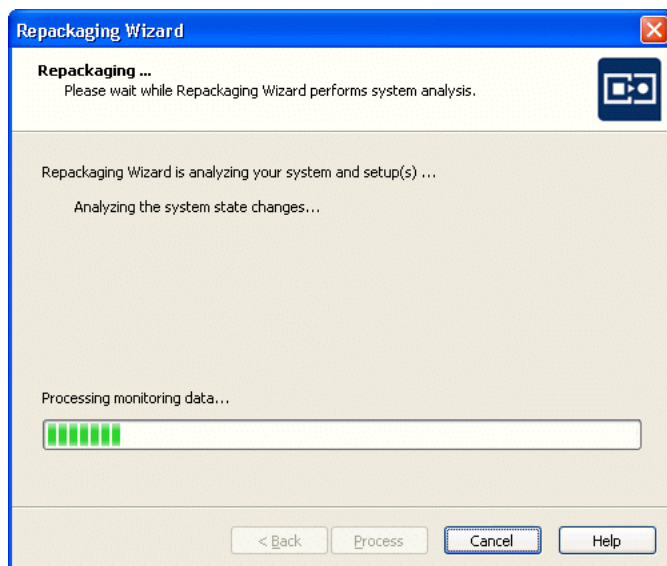 Repackaging Wizard
Repackaging ...
Please wait while Repackaging Wizard performs system analysis.
Repackaging Wizard is analyzing your system and setup(s) ...
Analyzing the system state changes...
Processing monitoring data...
< Back Process Cancel Help